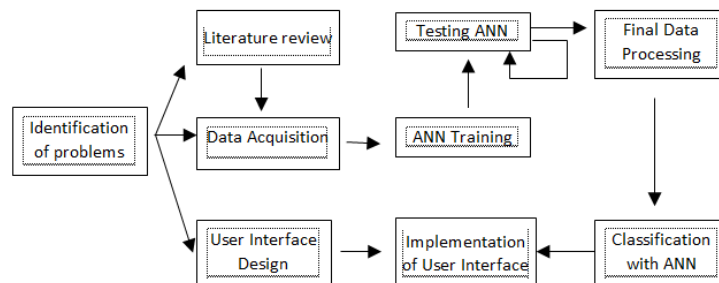 Literature review
Testing ANN
Final Data
Processing
Identification
of problems
Data Acquisition
ANN Training
User Interface
Design
Implementation
of User Interface
Classification
with ANN